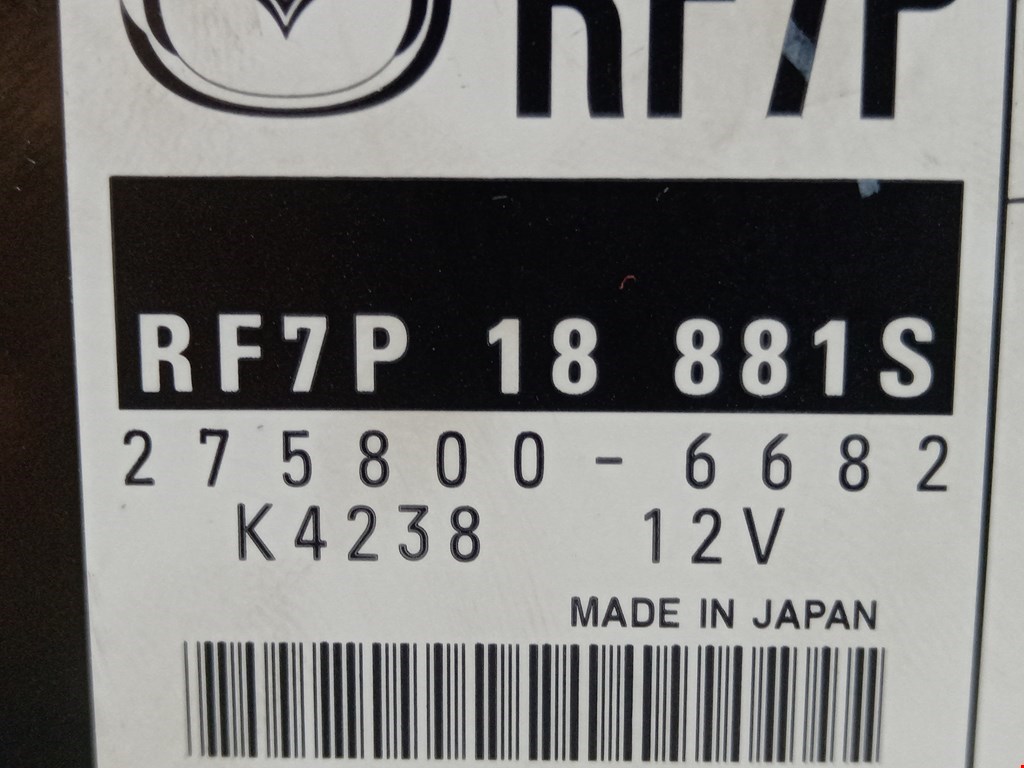 RF7P
RF7P 18 881S
275800-6682
K4238 12V
MADE IN JAPAN